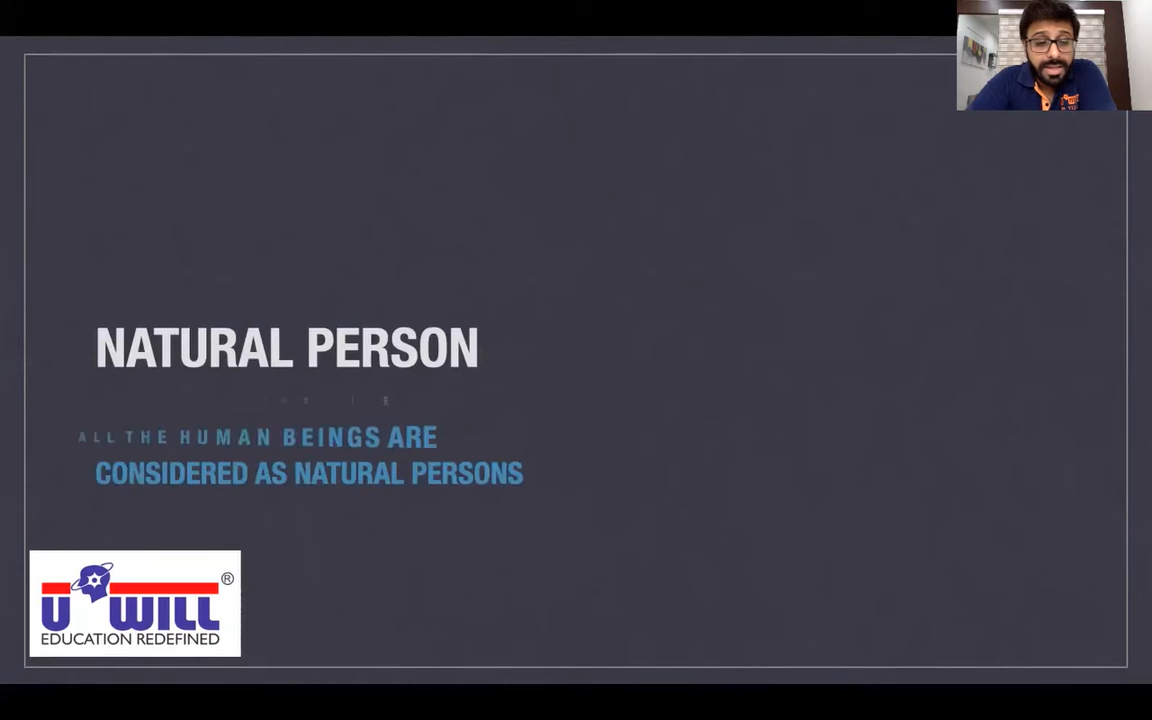 NATURAL PERSON
ALL THE HUMAN BEINGS ARE
CONSIDERED AS NATURAL PERSONS
U WILL ®
EDUCATION REDEFINED